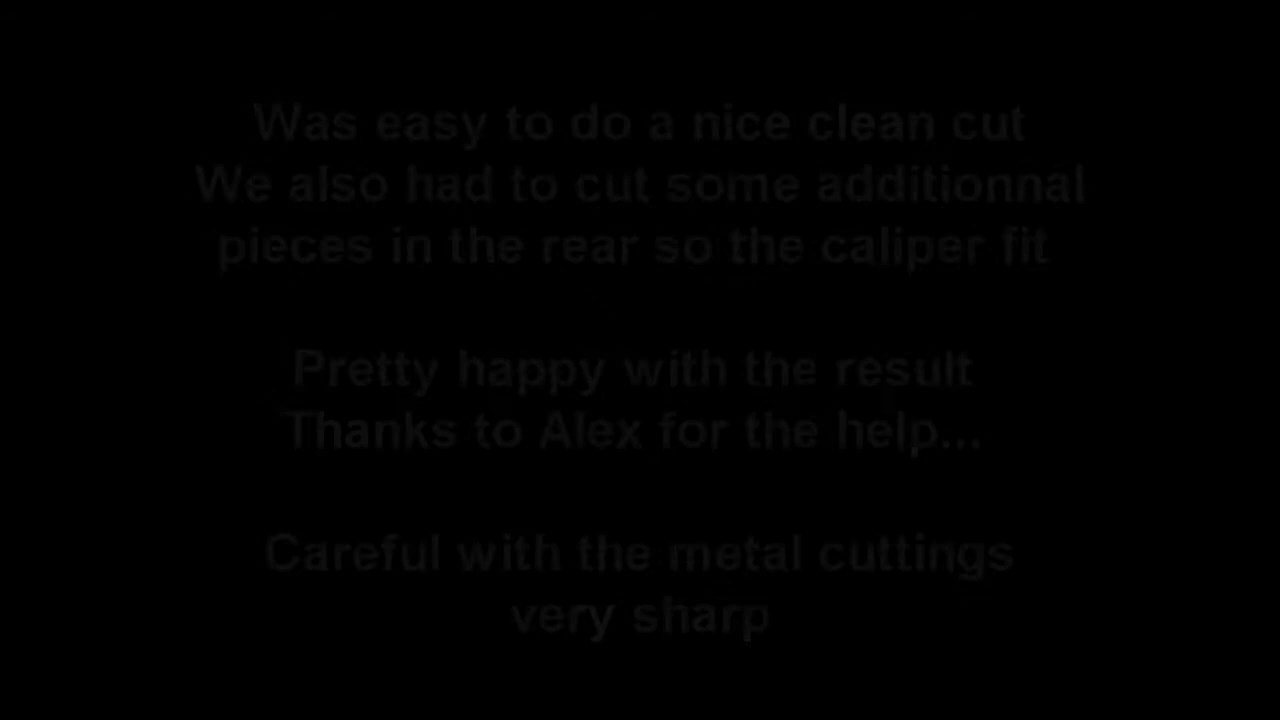 Was easy to do a nice clean cut
We also had to cut some additionnal
pieces in the rear so the caliper fit
Pretty happy with the result
Thanks to Alex for the help...
Careful with the metal cuttings
very sharp